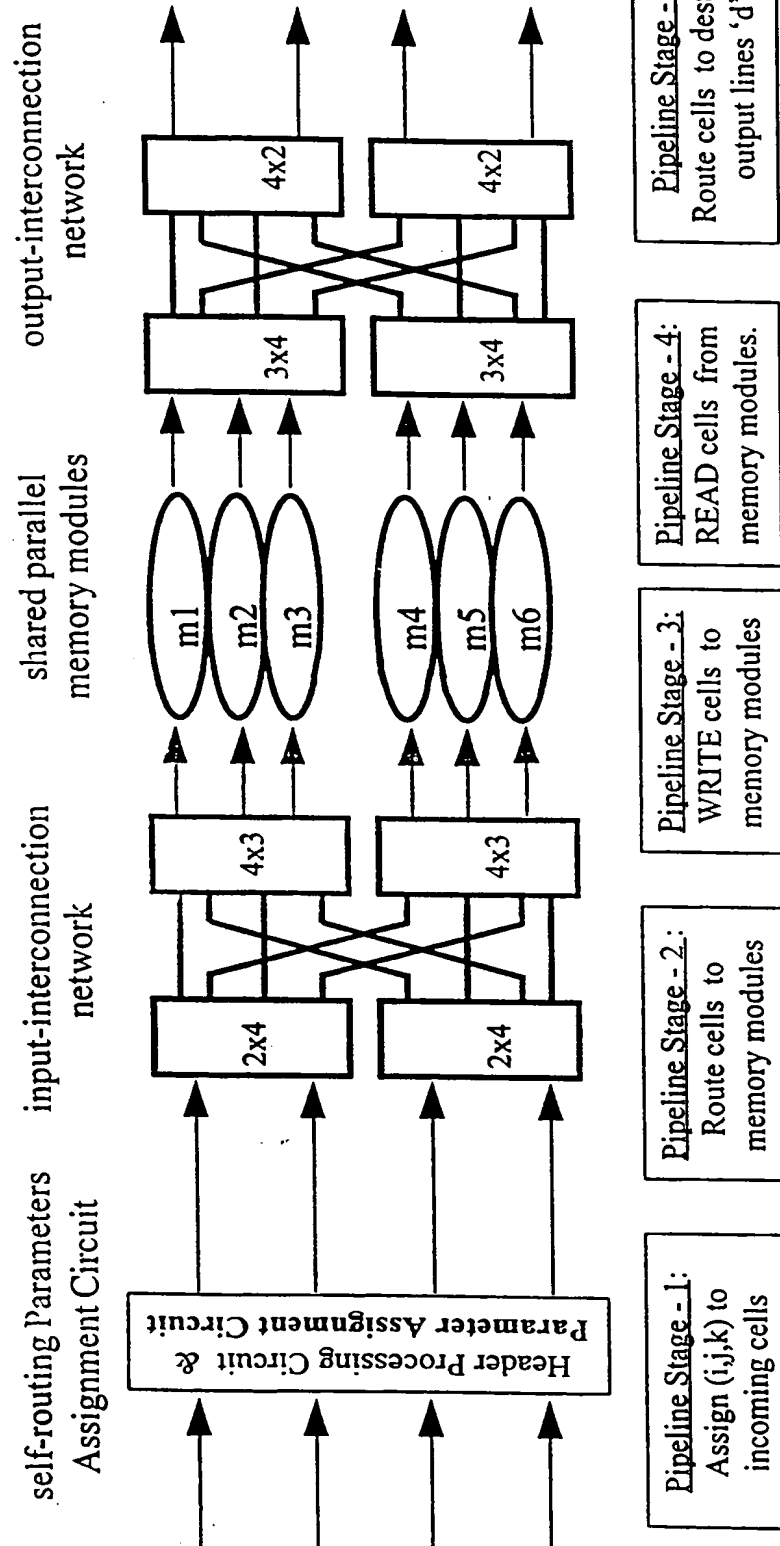 self-routing Parameters
Assignment Circuit
input-interconnection
network
shared parallel
memory modules
output-interconnection
network
Header Processing Circuit &
Parameter Assignment Circuit
2x4
2x4
4x3
4x3
m1
m2
m3
m4
m5
m6
3x4
3x4
4x2
4x2
Pipeline Stage - 1:
Assign (i,j,k) to
incoming cells
Pipeline Stage - 2:
Route cells to
memory modules
Pipeline Stage - 3:
WRITE cells to
memory modules
Pipeline Stage - 4:
READ cells from
memory modules.
Pipeline Stage -
Route cells to
output lines 'd'